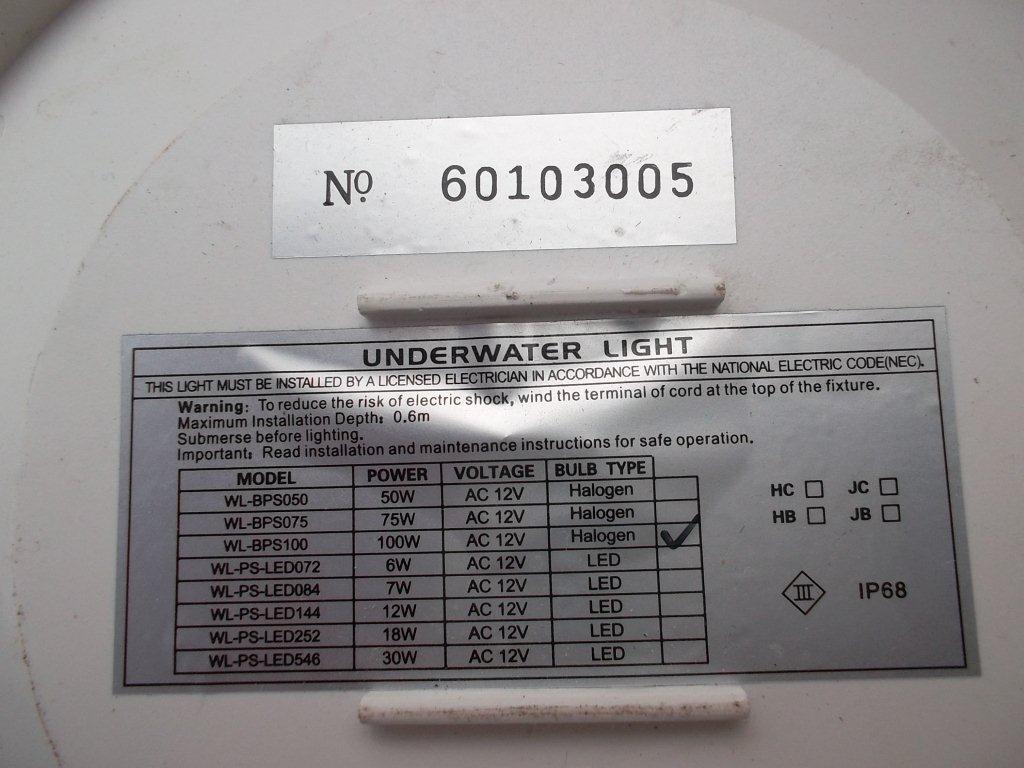 Nº 60103005
UNDERWATER LIGHT
THIS LIGHT MUST BE INSTALLED BY A LICENSED ELECTRICIAN IN ACCORDANCE WITH THE NATIONAL ELECTRIC CODE(NEC).
Warning: To reduce the risk of electric shock, wind the terminal of cord at the top of the fixture.
Maximum Installation Depth: 0.6m
Submerse before lighting.
Important: Read installation and maintenance instructions for safe operation.
MODEL POWER VOLTAGE BULB TYPE
WL-BPS050 50W AC 12V Halogen
WL-BPS075 75W AC 12V Halogen
WL-BPS100 100W AC 12V Halogen ✓
WL-PS-LED072 6W AC 12V LED
WL-PS-LED084 7W AC 12V LED
WL-PS-LED144 12W AC 12V LED
WL-PS-LED252 18W AC 12V LED
WL-PS-LED546 30W AC 12V LED
HC □ JC □
HB □ JB □
III IP68